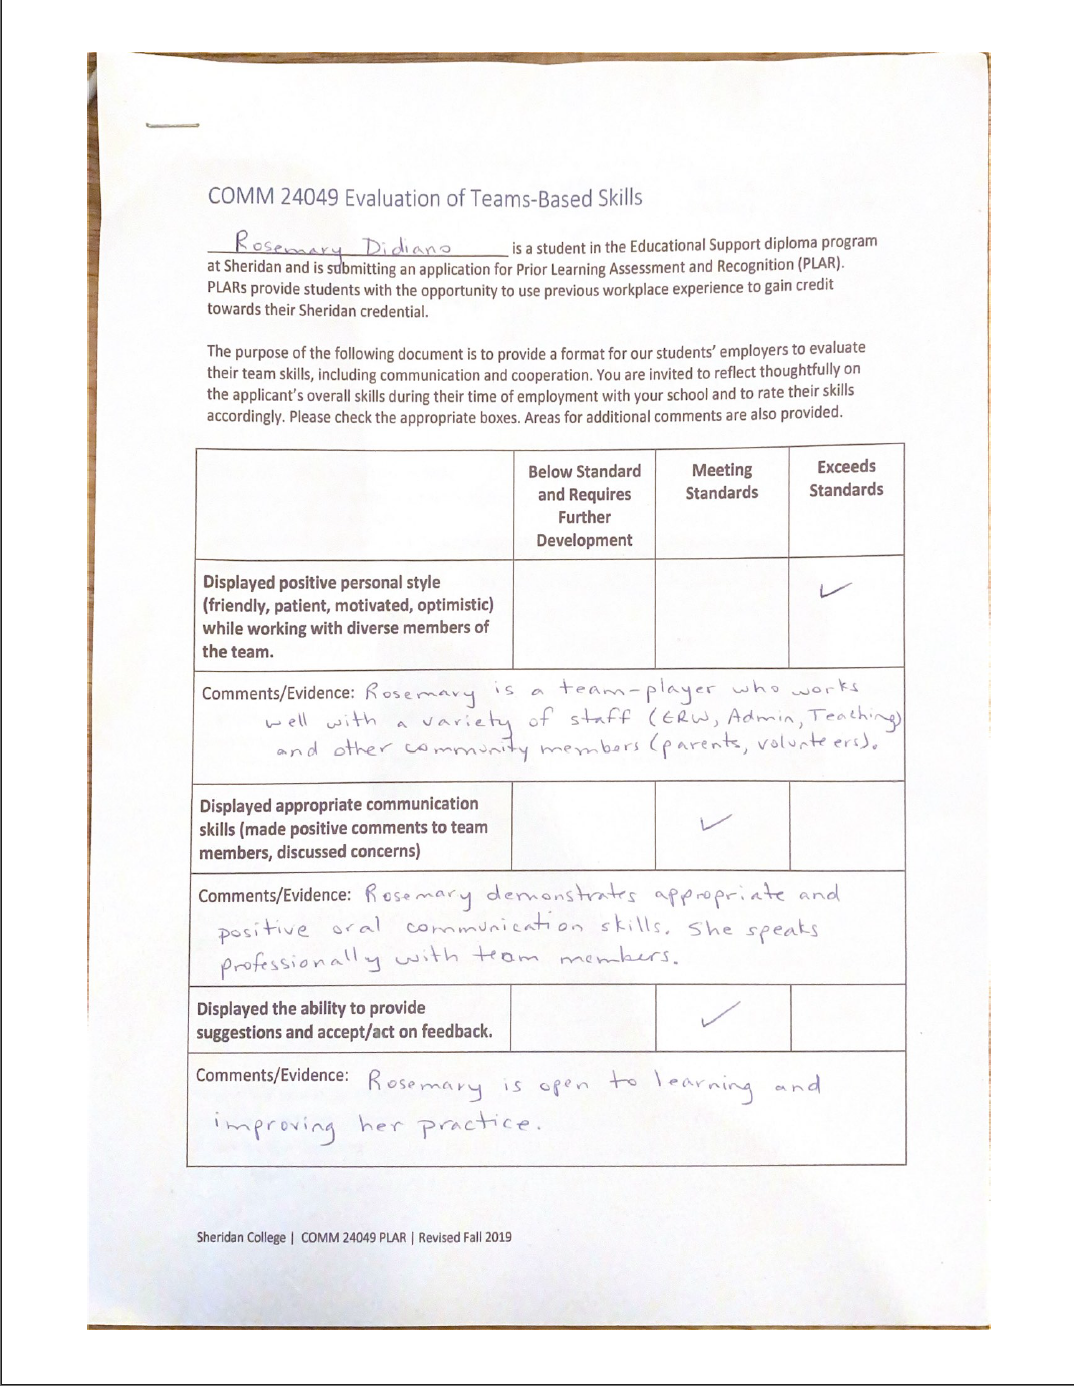 COMM 24049 Evaluation of Teams-Based Skills
Rosemary Didiano is a student in the Educational Support diploma program
at Sheridan and is submitting an application for Prior Learning Assessment and Recognition (PLAR).
PLARs provide students with the opportunity to use previous workplace experience to gain credit
towards their Sheridan credential.
The purpose of the following document is to provide a format for our students' employers to evaluate
their team skills, including communication and cooperation. You are invited to reflect thoughtfully on
the applicant's overall skills during their time of employment with your school and to rate their skills
accordingly. Please check the appropriate boxes. Areas for additional comments are also provided.
Below Standard
and Requires
Further
Development
Meeting
Standards
Exceeds
Standards
Displayed positive personal style
(friendly, patient, motivated, optimistic)
while working with diverse members of
the team.
Comments/Evidence: Rosemary is a team-player who works
well with a variety of staff (ERW, Admin, Teaching)
and other community members (parents, volunteers).
Displayed appropriate communication
skills (made positive comments to team
members, discussed concerns)
Comments/Evidence: Rosemary demonstrates appropriate and
positive oral communication skills. She speaks
professionally with team members.
Displayed the ability to provide
suggestions and accept/act on feedback.
Comments/Evidence: Rosemary is open to learning and
improving her practice.
Sheridan College | COMM 24049 PLAR | Revised Fall 2019